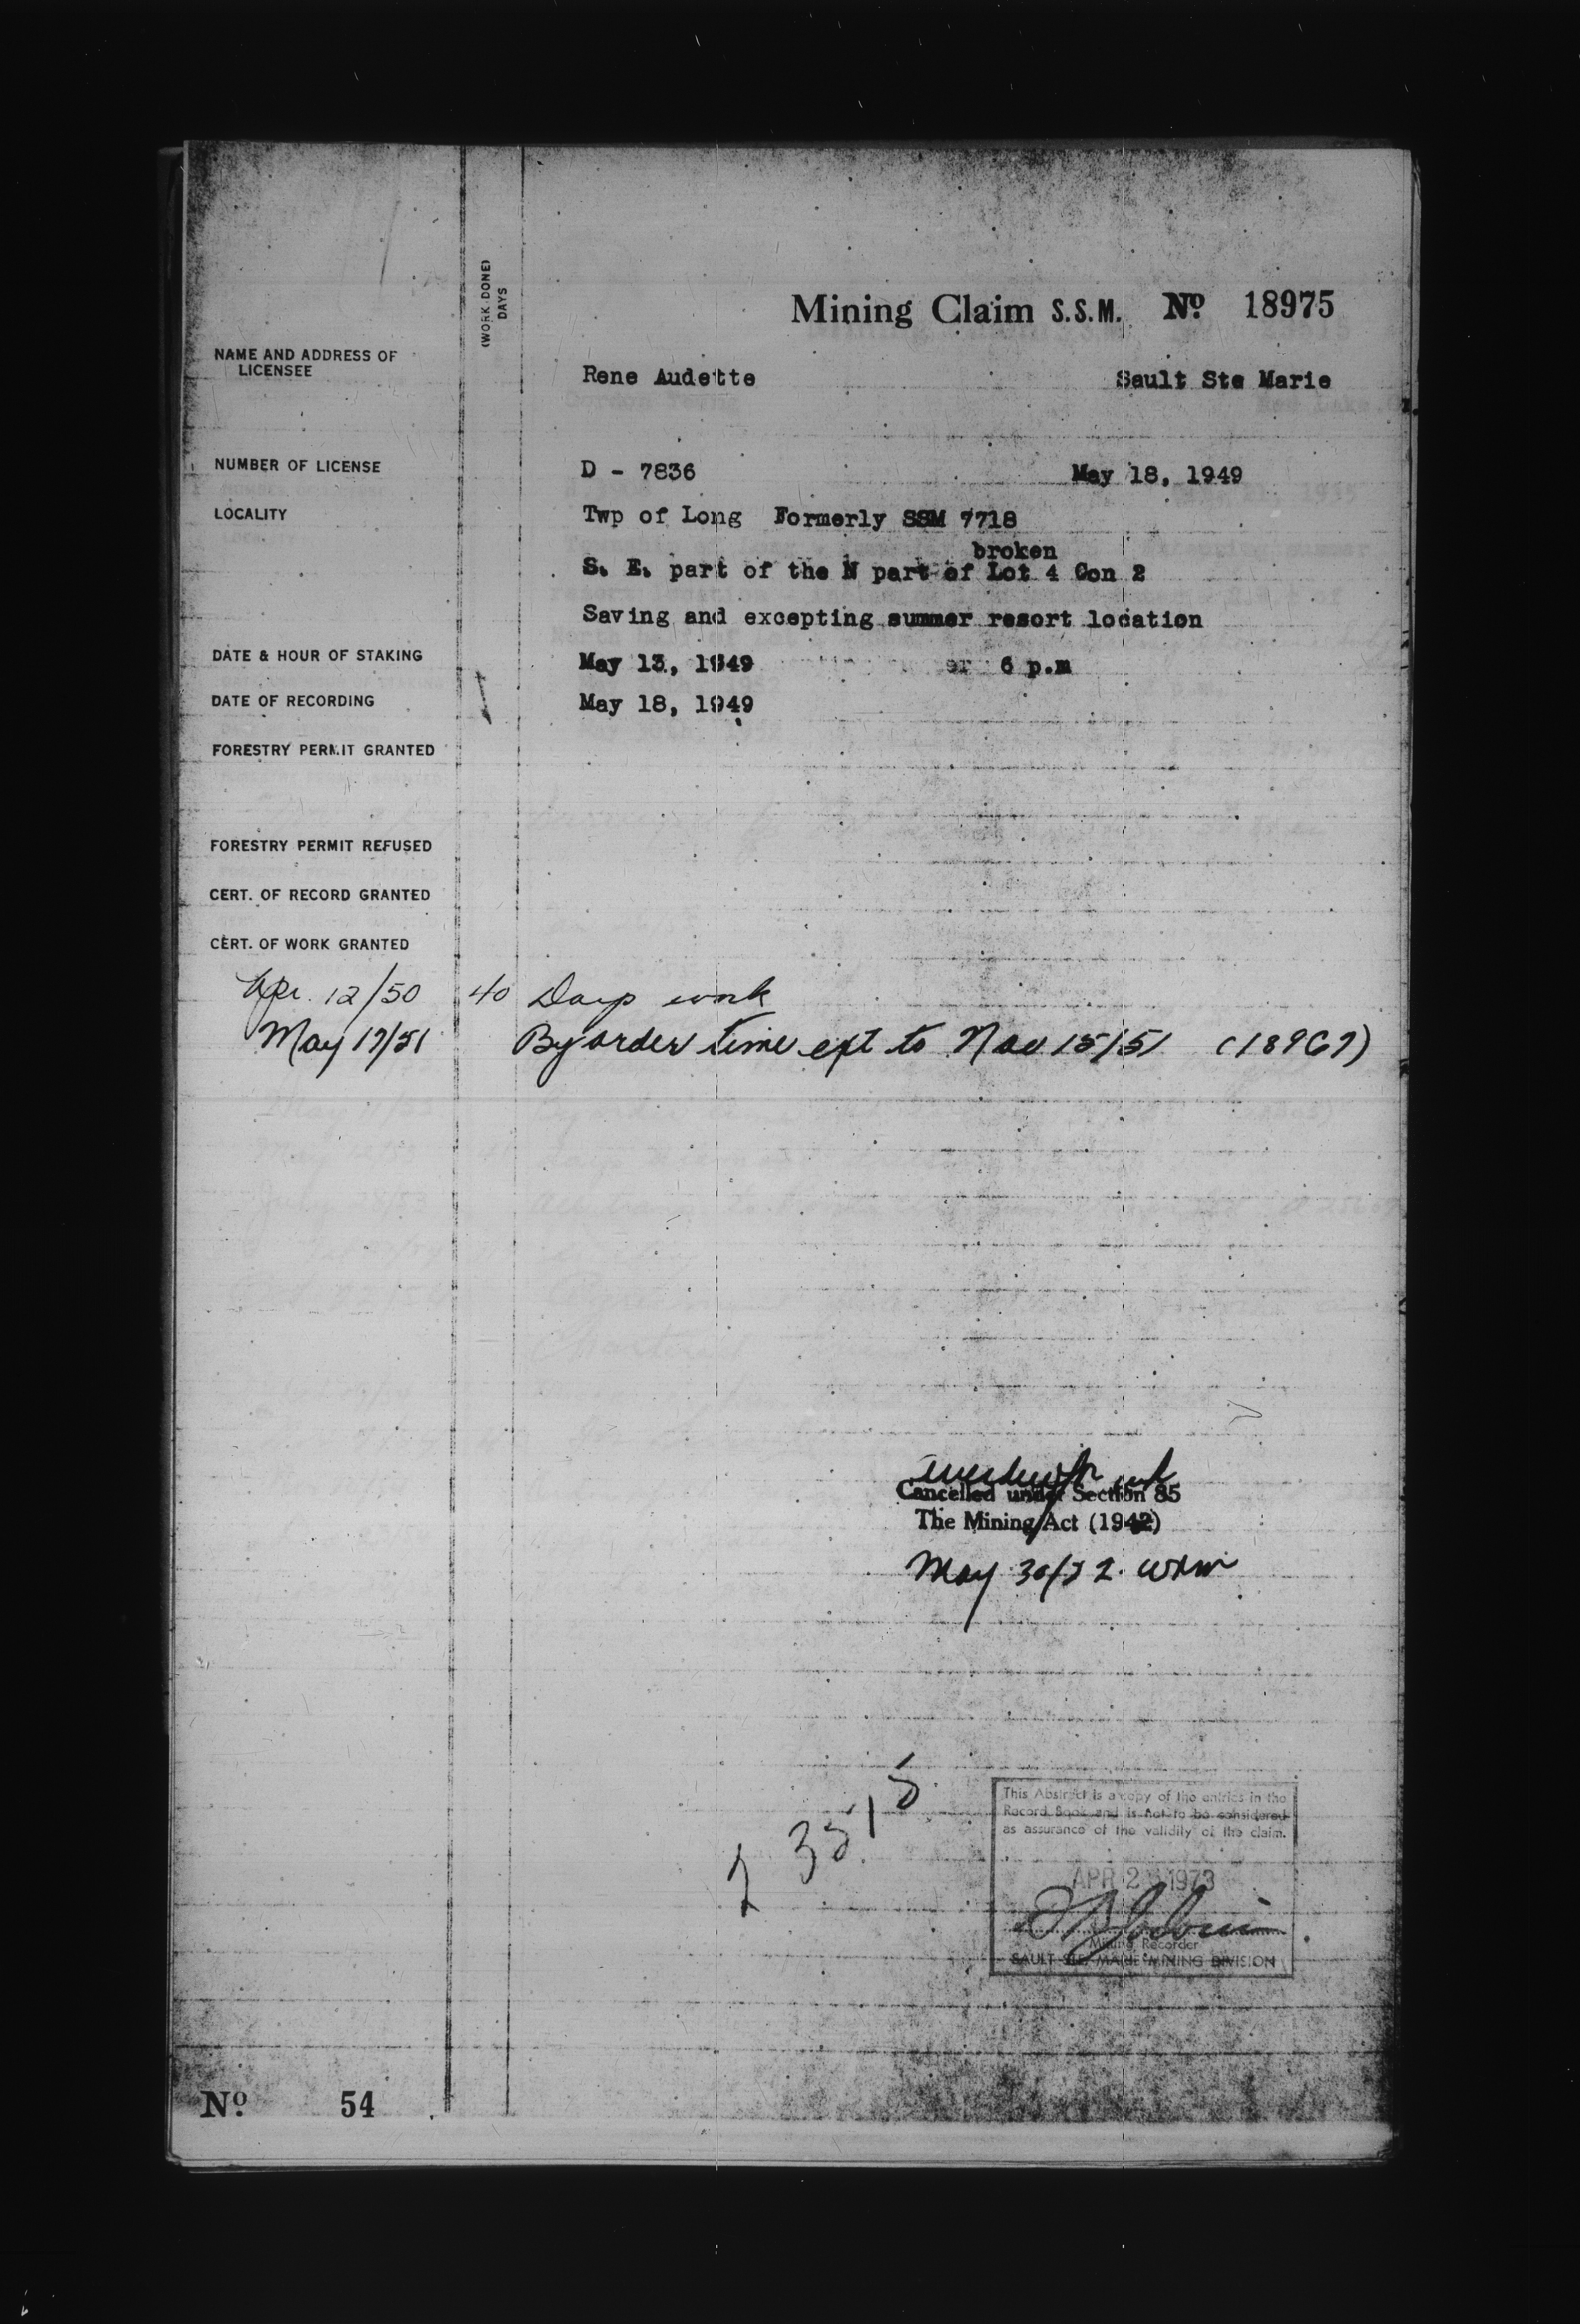 (WORK DONE)
DAYS
Mining Claim S.S.M. Nº 18975
NAME AND ADDRESS OF
LICENSEE
Rene Audette Sault Ste Marie
NUMBER OF LICENSE D - 7836 May 18, 1949
LOCALITY Twp of Long Formerly SSM 7718
broken
S. E. part of the N part of Lot 4 Con 2
Saving and excepting summer resort location
DATE & HOUR OF STAKING May 13, 1949 6 p.m
DATE OF RECORDING May 18, 1949
FORESTRY PERMIT GRANTED
FORESTRY PERMIT REFUSED
CERT. OF RECORD GRANTED
CERT. OF WORK GRANTED
Apr. 12/50 40 Days work
May 17/51 By order time ext to Nov 15/51 (18967)
Cancelled under Section 85
The Mining Act (1942)
May 30/52
This Abstract is a copy of the entries in the
Record Book and is not to be considered
as assurance of the validity of the claim.
APR 2 1973
Mining Recorder
SAULT STE. MARIE MINING DIVISION
Nº 54